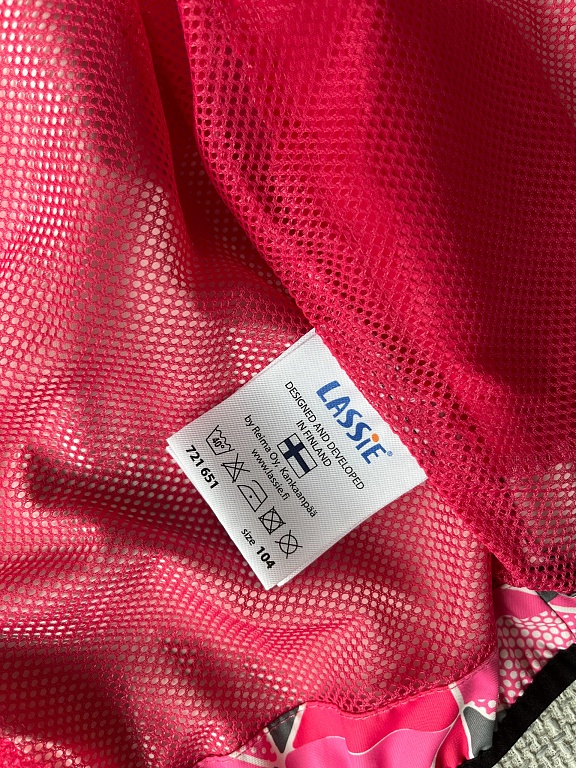 LASSiE
DESIGNED AND DEVELOPED
IN FINLAND
by Reima Oy, Kankaanpää
www.lassie.fi
40°
721 651
size 104